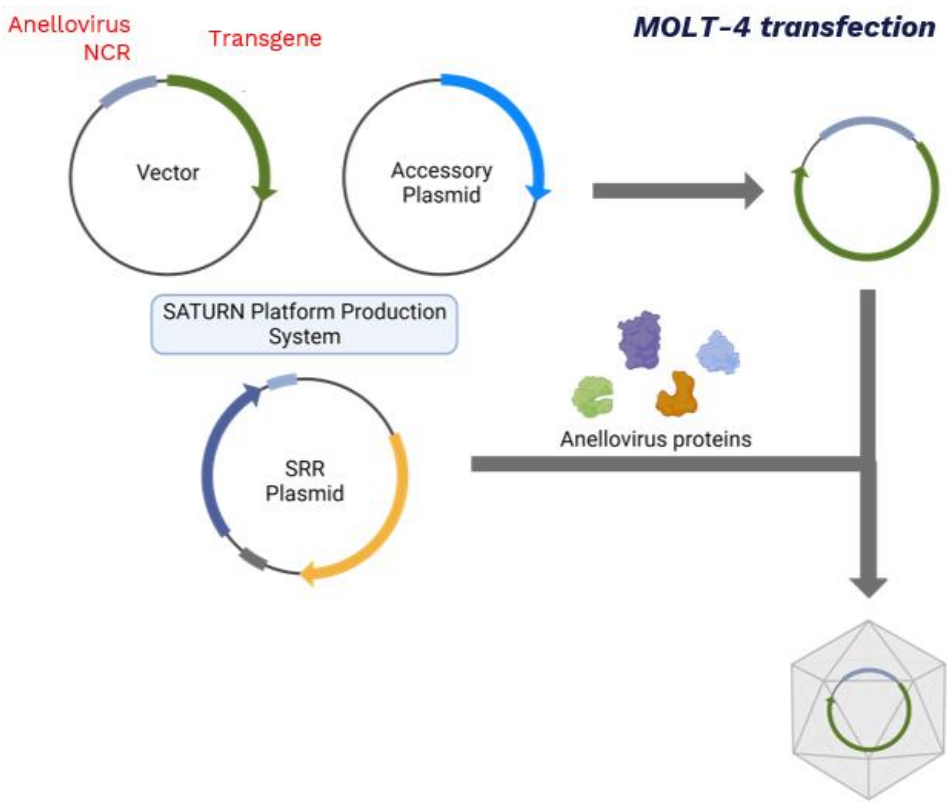 Anellovirus
NCR
Transgene
MOLT-4 transfection
Vector
Accessory
Plasmid
SATURN Platform Production
System
SRR
Plasmid
Anellovirus proteins